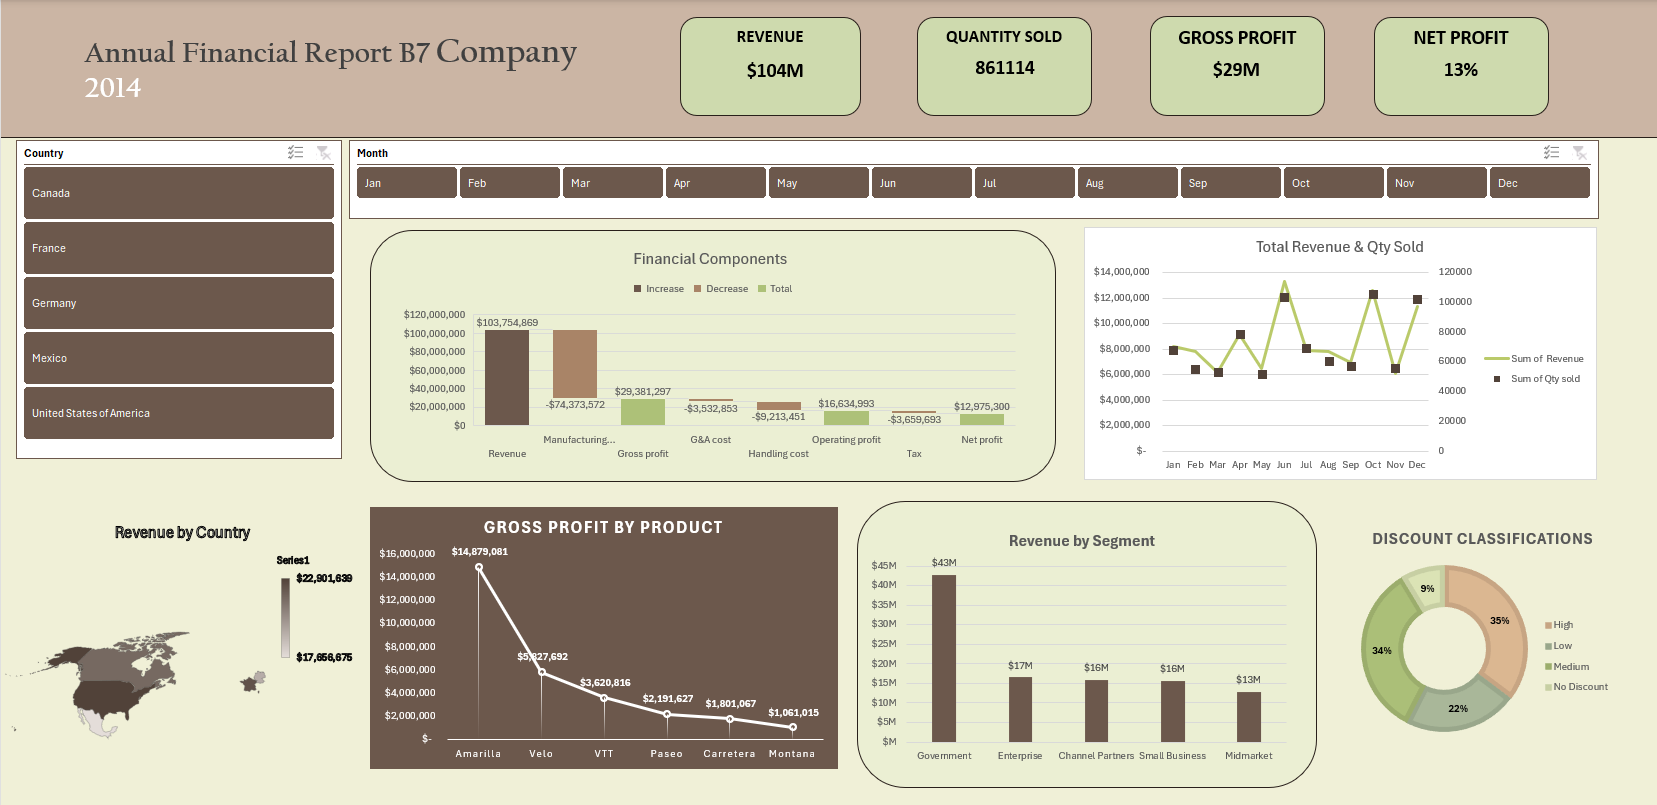 Annual Financial Report B7 Company
2014
REVENUE
$104M
QUANTITY SOLD
861114
GROSS PROFIT
$29M
NET PROFIT
13%
Country
Canada
France
Germany
Mexico
United States of America
Month
Jan Feb Mar Apr May Jun Jul Aug Sep Oct Nov Dec
Financial Components
Increase Decrease Total
$120,000,000
$100,000,000
$80,000,000
$60,000,000
$40,000,000
$20,000,000
$0
$103,754,869
-$74,373,572
$29,381,297
-$3,532,853
-$9,213,451
$16,634,993
-$3,659,693
$12,975,300
Manufacturing... G&A cost Operating profit Net profit
Revenue Gross profit Handling cost Tax
Total Revenue & Qty Sold
$14,000,000
$12,000,000
$10,000,000
$8,000,000
$6,000,000
$4,000,000
$2,000,000
$-
120000
100000
80000
60000
40000
20000
0
Jan Feb Mar Apr May Jun Jul Aug Sep Oct Nov Dec
Sum of Revenue
Sum of Qty sold
Revenue by Country
Series1
$22,901,639
$17,656,675
GROSS PROFIT BY PRODUCT
$16,000,000
$14,000,000
$12,000,000
$10,000,000
$8,000,000
$6,000,000
$4,000,000
$2,000,000
$-
$14,879,081
$5,827,692
$3,620,816
$2,191,627
$1,801,067
$1,061,015
Amarilla Velo VTT Paseo Carretera Montana
Revenue by Segment
$45M
$40M
$35M
$30M
$25M
$20M
$15M
$10M
$5M
$M
$43M
$17M
$16M
$16M
$13M
Government Enterprise Channel Partners Small Business Midmarket
DISCOUNT CLASSIFICATIONS
9%
35%
34%
22%
High
Low
Medium
No Discount